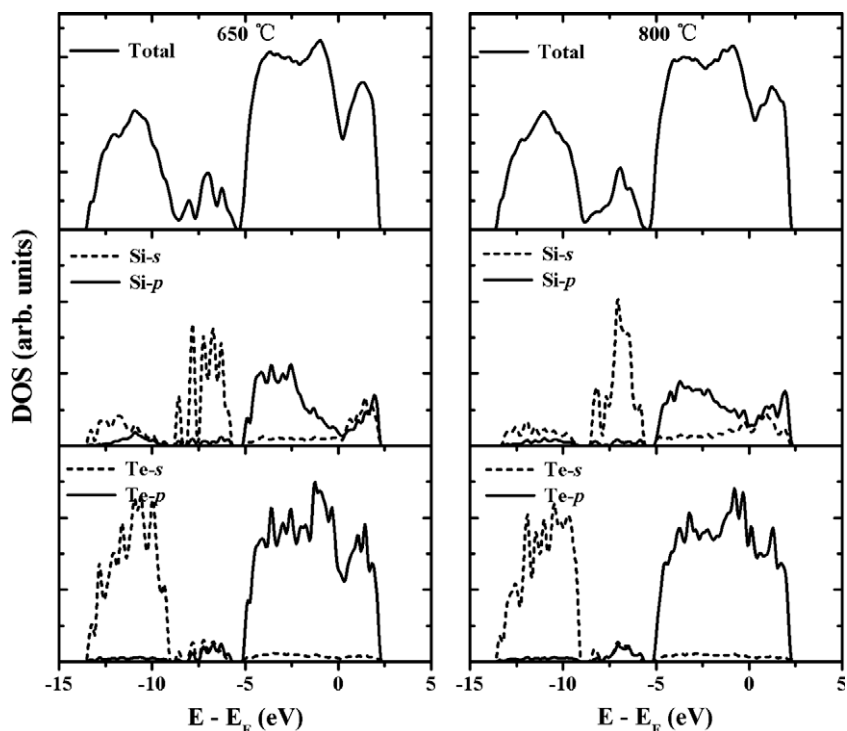 650 ℃
Total
800 ℃
Total
DOS (arb. units)
Si-s
Si-p
Si-s
Si-p
Te-s
Te-p
Te-s
Te-p
-15 -10 -5 0 5
-15 -10 -5 0 5
E - E_F (eV)
E - E_F (eV)